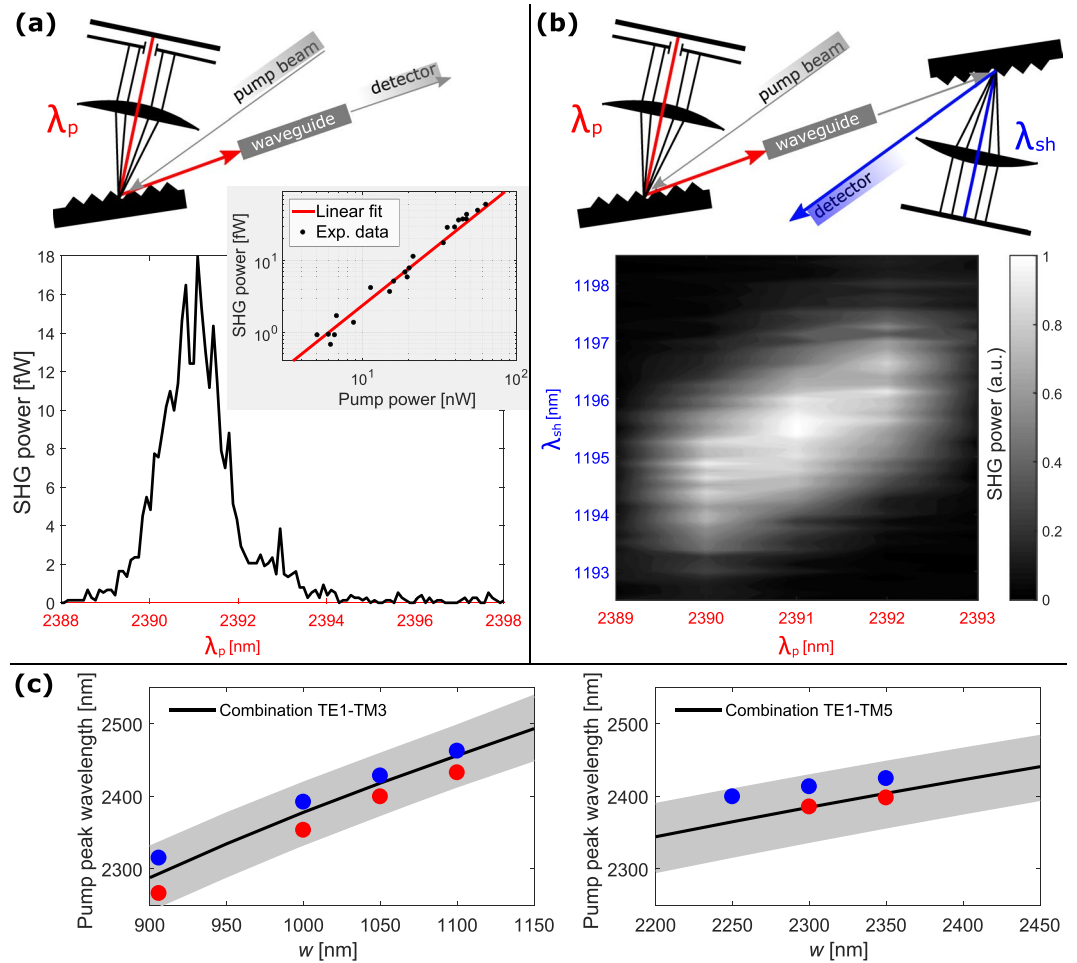 (a)
pump beam
detector
λp
waveguide
Linear fit
Exp. data
SHG power [fW]
10^1
10^0
10^1
10^2
Pump power [nW]
SHG power [fW]
18
16
14
12
10
8
6
4
2
0
2388
2390
2392
2394
2396
2398
λp [nm]
(b)
pump beam
λp
waveguide
λsh
detector
λsh [nm]
1198
1197
1196
1195
1194
1193
2389
2390
2391
2392
2393
λp [nm]
SHG power (a.u.)
1
0.8
0.6
0.4
0.2
0
(c)
Pump peak wavelength [nm]
2500
2400
2300
Combination TE1-TM3
900
950
1000
1050
1100
1150
w [nm]
Pump peak wavelength [nm]
2500
2400
2300
Combination TE1-TM5
2200
2250
2300
2350
2400
2450
w [nm]